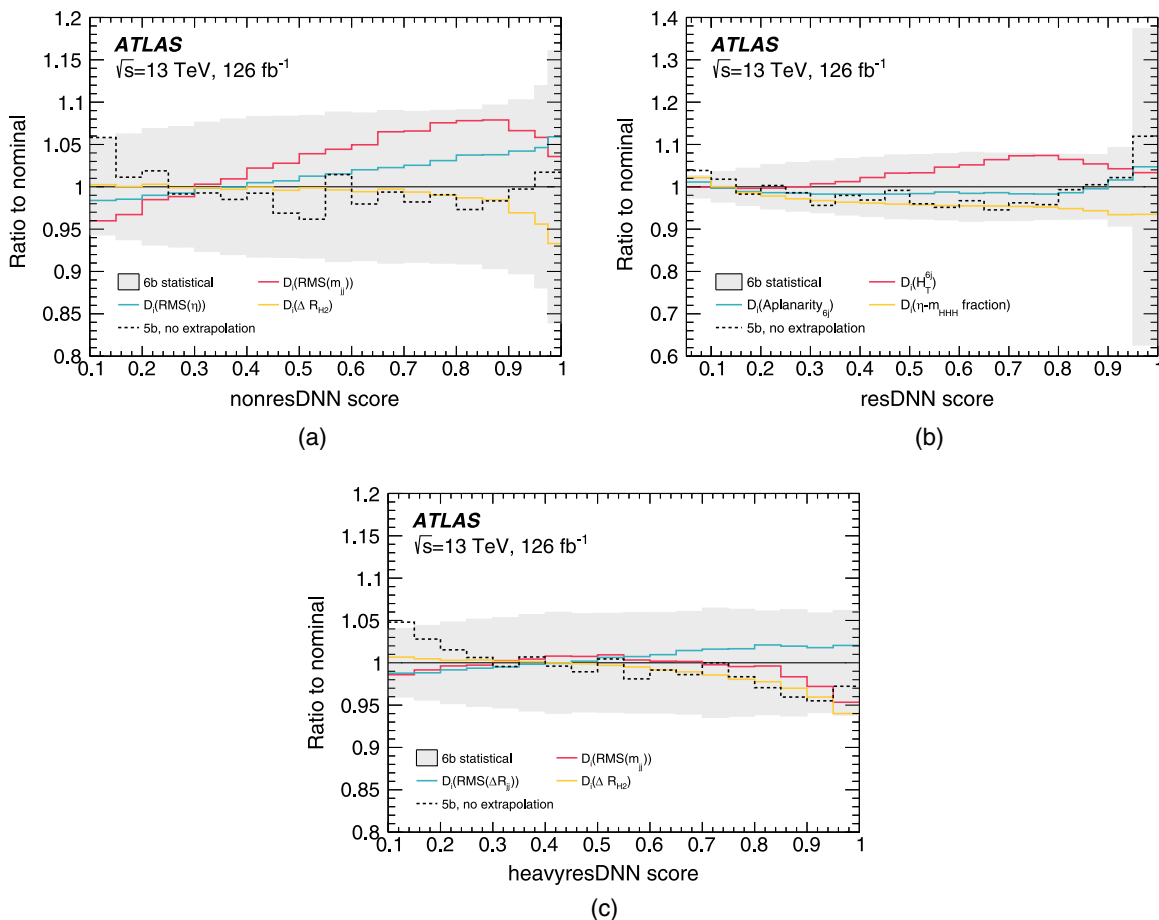 1.2
ATLAS
√s=13 TeV, 126 fb⁻¹
1.15
1.1
1.05
1
0.95
0.9
0.85
0.8
Ratio to nominal
6b statistical
D_i(RMS(m_jj))
D_i(RMS(η))
D_i(Δ R_H2)
5b, no extrapolation
0.1 0.2 0.3 0.4 0.5 0.6 0.7 0.8 0.9 1
nonresDNN score
(a)
1.4
ATLAS
√s=13 TeV, 126 fb⁻¹
1.3
1.2
1.1
1
0.9
0.8
0.7
0.6
Ratio to nominal
6b statistical
D_i(H_T^6j)
D_i(Aplanarity_6j)
D_i(η-m_HHH fraction)
5b, no extrapolation
0.1 0.2 0.3 0.4 0.5 0.6 0.7 0.8 0.9 1
resDNN score
(b)
1.2
ATLAS
√s=13 TeV, 126 fb⁻¹
1.15
1.1
1.05
1
0.95
0.9
0.85
0.8
Ratio to nominal
6b statistical
D_i(RMS(m_jj))
D_i(RMS(ΔR_jj))
D_i(Δ R_H2)
5b, no extrapolation
0.1 0.2 0.3 0.4 0.5 0.6 0.7 0.8 0.9 1
heavyresDNN score
(c)